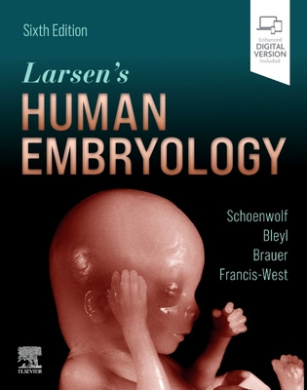 Sixth Edition
Enhanced
DIGITAL
VERSION
Included
Larsen's
HUMAN
EMBRYOLOGY
Schoenwolf
Bleyl
Brauer
Francis-West
ELSEVIER